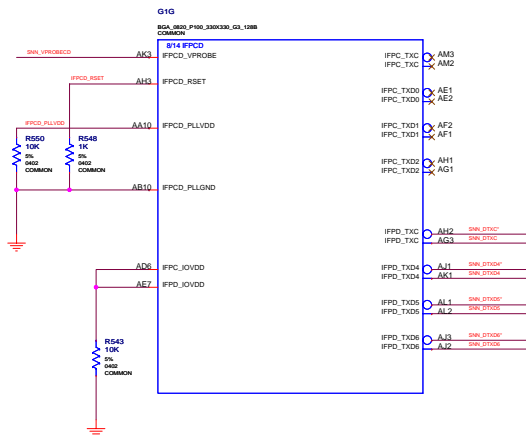 G1G
BGA_0820_P100_330X330_G3_128B
COMMON
8/14 IFPCD
SNN_VPROBECD
AK3
IFPCD_VPROBE
IFPCD_RSET
AH3
IFPCD_RSET
IFPCD_PLLVDD
AA10
IFPCD_PLLVDD
R550
10K
5%
0402
COMMON
R548
1K
5%
0402
COMMON
AB10
IFPCD_PLLGND
AD6
IFPC_IOVDD
AE7
IFPD_IOVDD
R543
10K
5%
0402
COMMON
IFPC_TXC AM3
IFPC_TXC AM2
IFPC_TXD0 AE1
IFPC_TXD0 AE2
IFPC_TXD1 AF2
IFPC_TXD1 AF1
IFPC_TXD2 AH1
IFPC_TXD2 AG1
IFPD_TXC AH2 SNN_DTXC*
IFPD_TXC AG3 SNN_DTXC
IFPD_TXD4 AJ1 SNN_DTXD4*
IFPD_TXD4 AK1 SNN_DTXD4
IFPD_TXD5 AL1 SNN_DTXD5*
IFPD_TXD5 AL2 SNN_DTXD5
IFPD_TXD6 AJ3 SNN_DTXD6*
IFPD_TXD6 AJ2 SNN_DTXD6